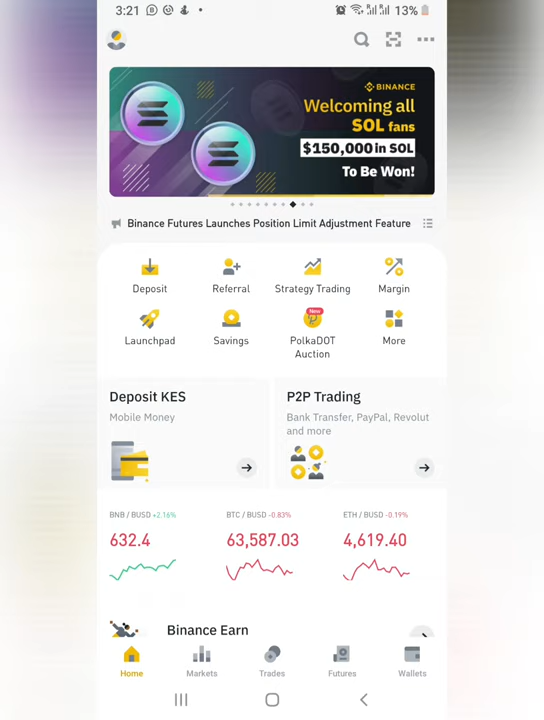 3:21
13%
BINANCE
Welcoming all
SOL fans
$150,000 in SOL
To Be Won!
Binance Futures Launches Position Limit Adjustment Feature
Deposit
Referral
Strategy Trading
Margin
New
Launchpad
Savings
PolkaDOT
Auction
More
Deposit KES
Mobile Money
P2P Trading
Bank Transfer, PayPal, Revolut
and more
BNB / BUSD +2.16%
BTC / BUSD -0.83%
ETH / BUSD -0.19%
632.4
63,587.03
4,619.40
Binance Earn
Home
Markets
Trades
Futures
Wallets